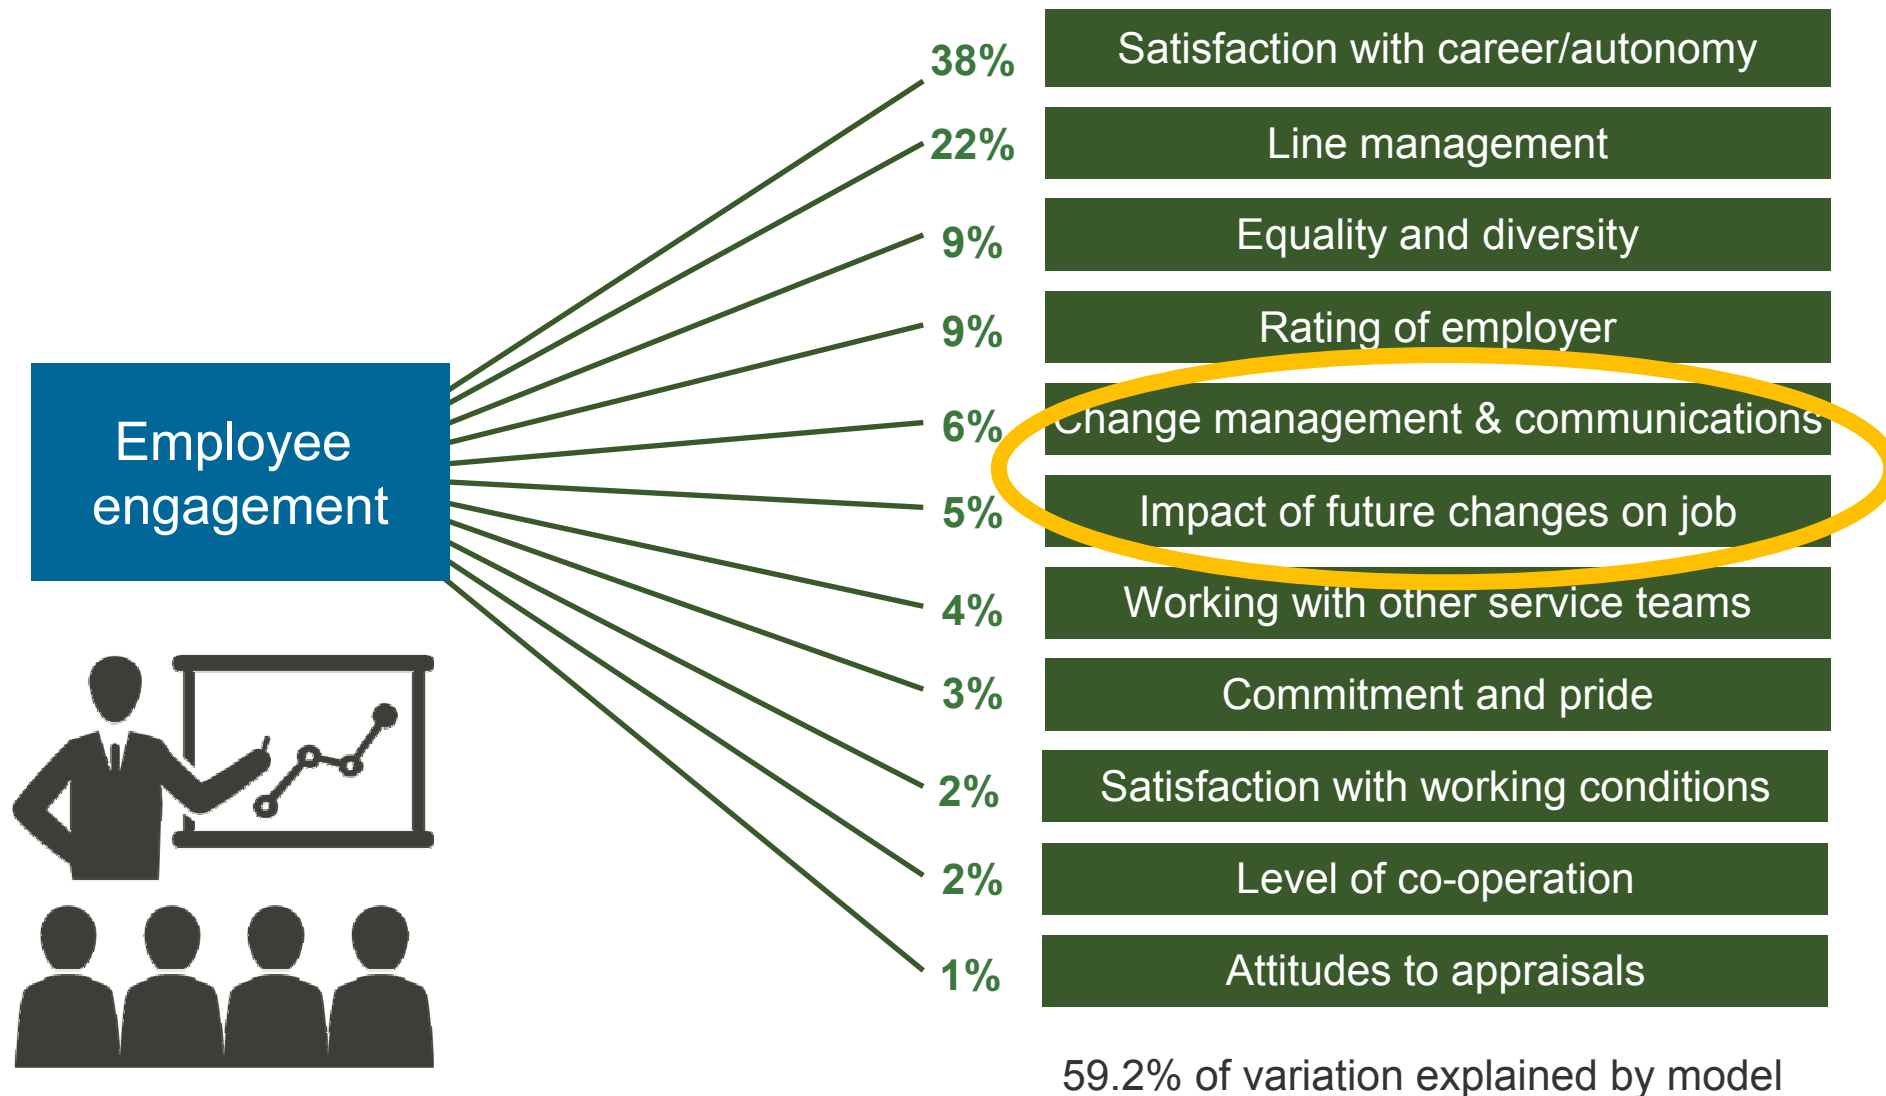 38% Satisfaction with career/autonomy
22% Line management
9% Equality and diversity
9% Rating of employer
6% Change management & communications
5% Impact of future changes on job
4% Working with other service teams
3% Commitment and pride
2% Satisfaction with working conditions
2% Level of co-operation
1% Attitudes to appraisals
Employee
engagement
59.2% of variation explained by model